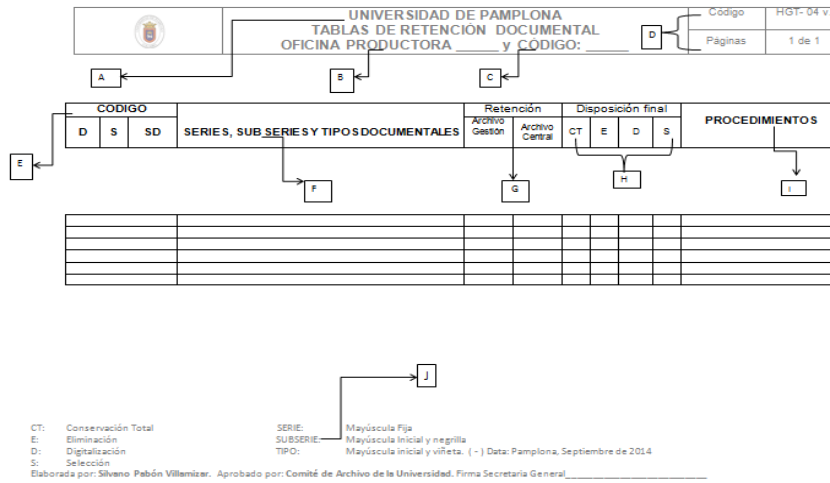 UNIVERSIDAD DE PAMPLONA
TABLAS DE RETENCIÓN DOCUMENTAL
OFICINA PRODUCTORA _____ y CÓDIGO: _____
Código HGT- 04 v
Páginas 1 de 1
D
A B C
CODIGO Retención Disposición final PROCEDIMIENTOS
D S SD SERIES, SUB SERIES Y TIPOS DOCUMENTALES Archivo Gestión Archivo Central CT E D S
E
F G H I
J
CT: Conservación Total SERIE: Mayúscula Fija
E: Eliminación SUBSERIE: Mayúscula Inicial y negrilla
D: Digitalización TIPO: Mayúscula inicial y viñeta. ( - ) Data: Pamplona, Septiembre de 2014
S: Selección
Elaborada por: Silvano Pabón Villamizar. Aprobado por: Comité de Archivo de la Universidad. Firma Secretaria General____________________